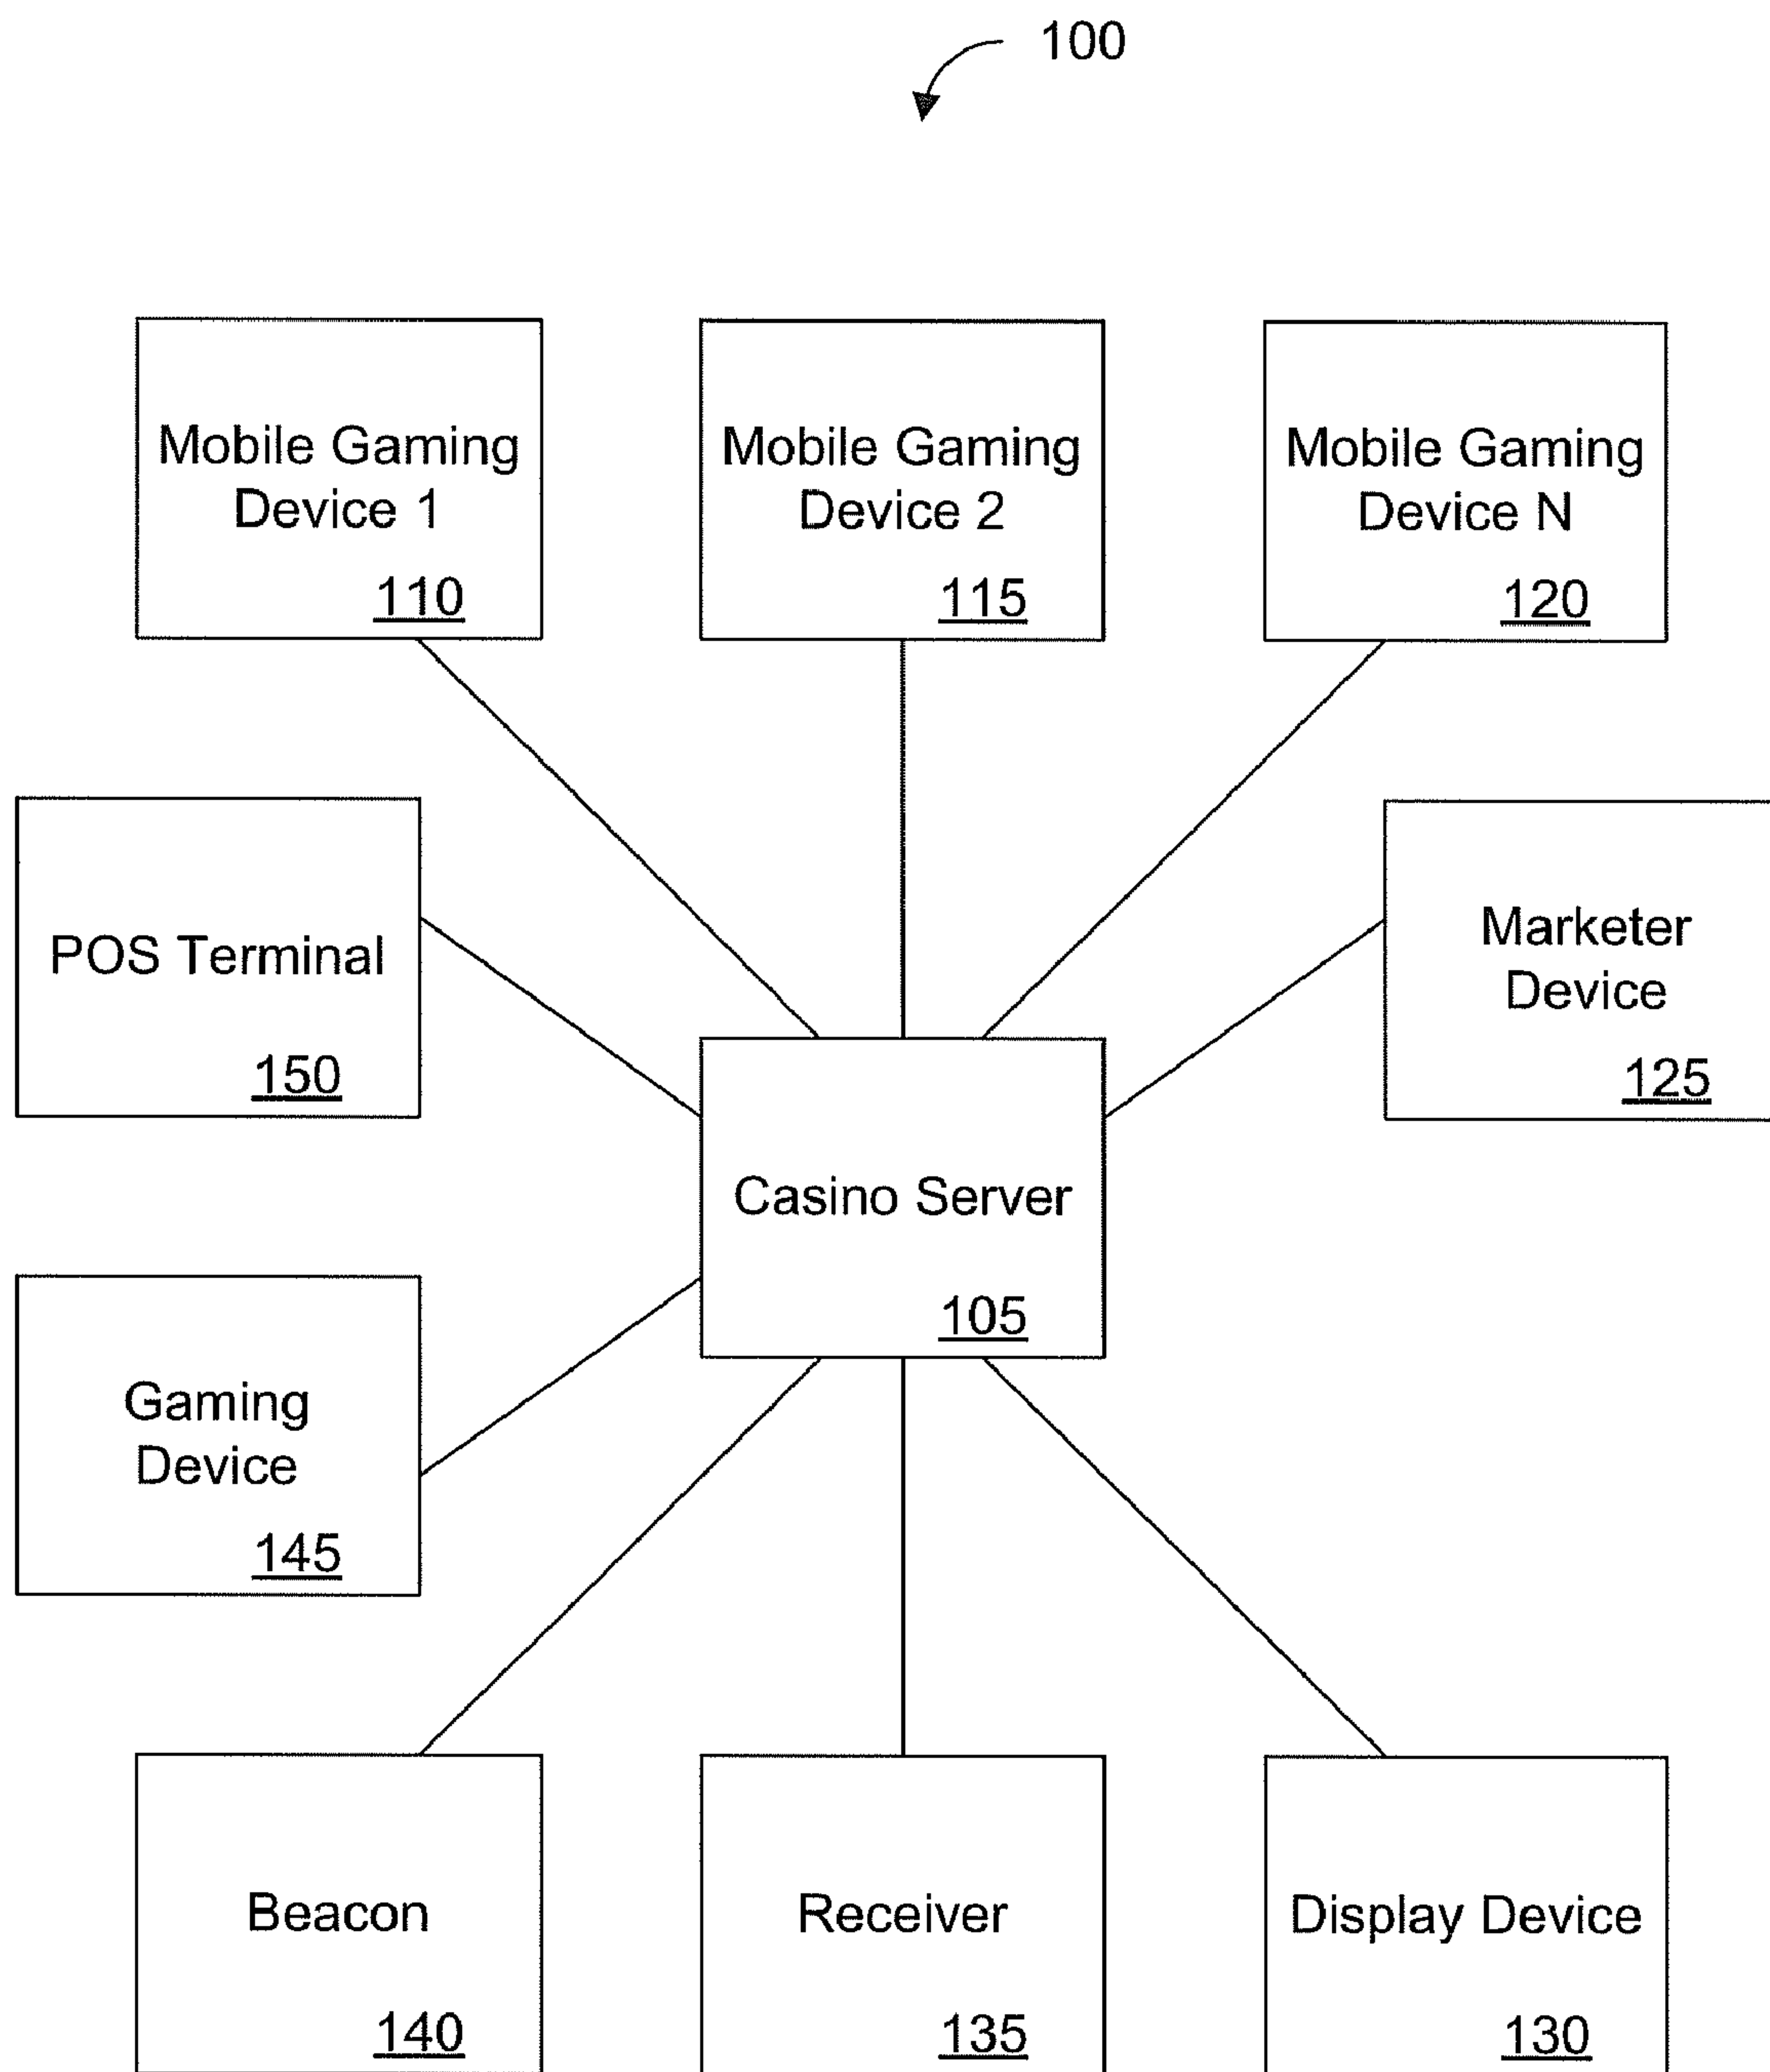 100
Mobile Gaming
Device 1
110
Mobile Gaming
Device 2
115
Mobile Gaming
Device N
120
POS Terminal
150
Marketer
Device
125
Casino Server
105
Gaming
Device
145
Beacon
140
Receiver
135
Display Device
130